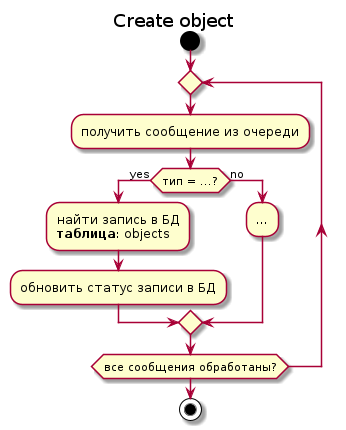 Create object
получить сообщение из очереди
yes
тип = ...?
no
найти запись в БД
таблица: objects
...
обновить статус записи в БД
все сообщения обработаны?